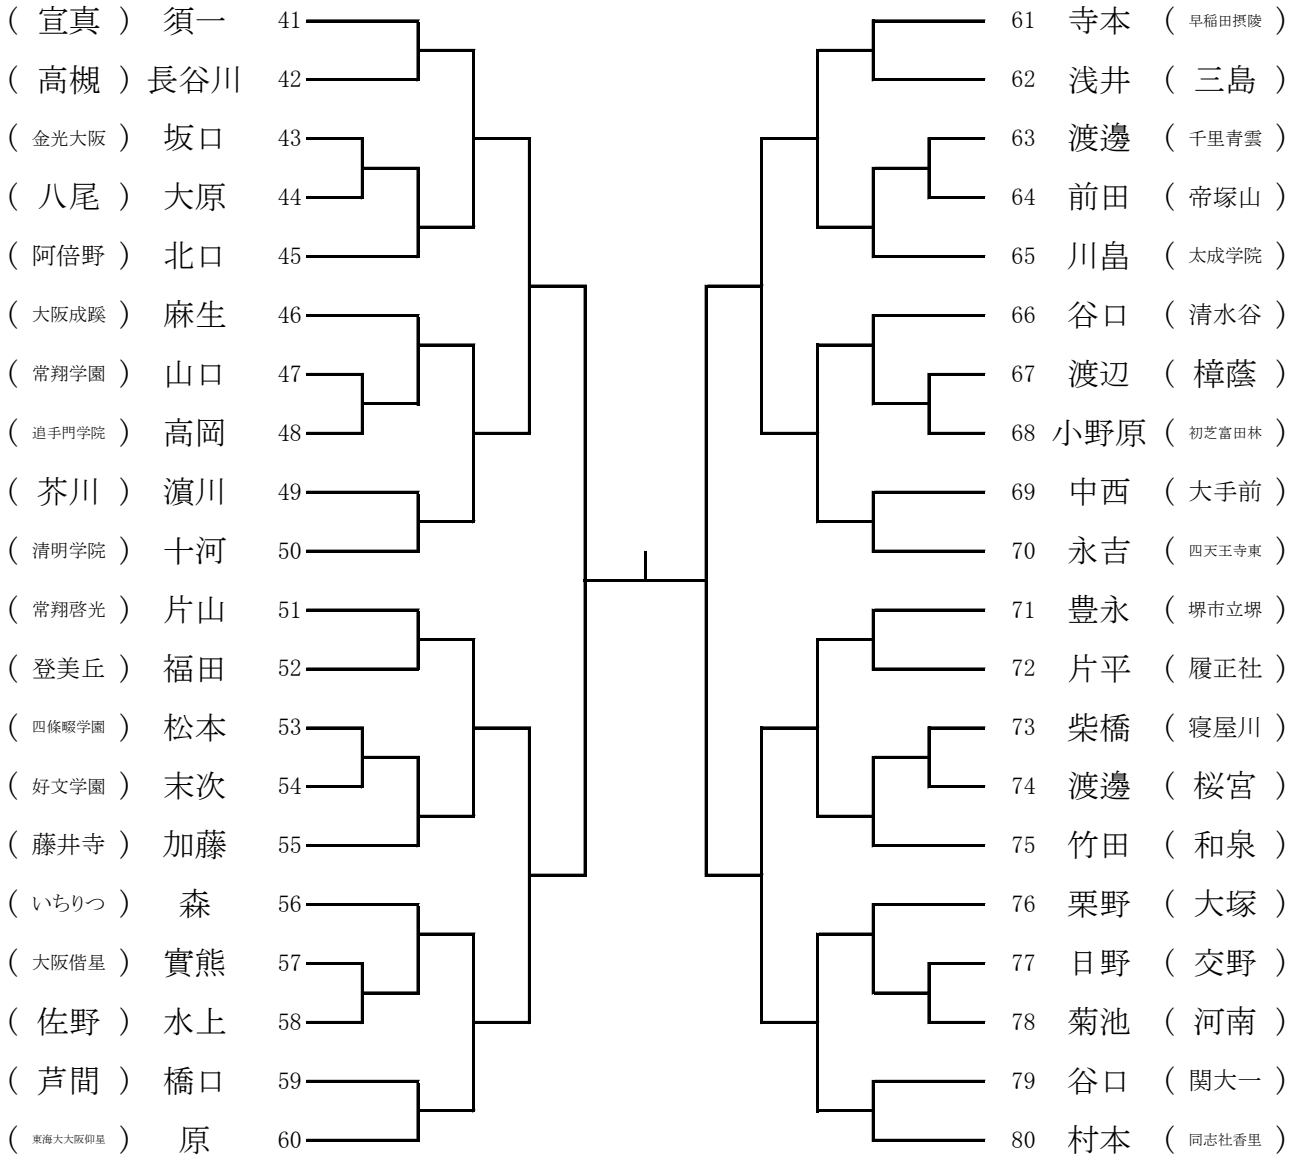 ( 宣真 ) 須一 41
( 高槻 ) 長谷川 42
( 金光大阪 ) 坂口 43
( 八尾 ) 大原 44
( 阿倍野 ) 北口 45
( 大阪成蹊 ) 麻生 46
( 常翔学園 ) 山口 47
( 追手門学院 ) 高岡 48
( 芥川 ) 濵川 49
( 清明学院 ) 十河 50
( 常翔啓光 ) 片山 51
( 登美丘 ) 福田 52
( 四條畷学園 ) 松本 53
( 好文学園 ) 末次 54
( 藤井寺 ) 加藤 55
( いちりつ ) 森 56
( 大阪偕星 ) 實熊 57
( 佐野 ) 水上 58
( 芦間 ) 橋口 59
( 東海大大阪仰星 ) 原 60
61 寺本 ( 早稲田摂陵 )
62 浅井 ( 三島 )
63 渡邊 ( 千里青雲 )
64 前田 ( 帝塚山 )
65 川畠 ( 太成学院 )
66 谷口 ( 清水谷 )
67 渡辺 ( 樟蔭 )
68 小野原 ( 初芝富田林 )
69 中西 ( 大手前 )
70 永吉 ( 四天王寺東 )
71 豊永 ( 堺市立堺 )
72 片平 ( 履正社 )
73 柴橋 ( 寝屋川 )
74 渡邊 ( 桜宮 )
75 竹田 ( 和泉 )
76 栗野 ( 大塚 )
77 日野 ( 交野 )
78 菊池 ( 河南 )
79 谷口 ( 関大一 )
80 村本 ( 同志社香里 )